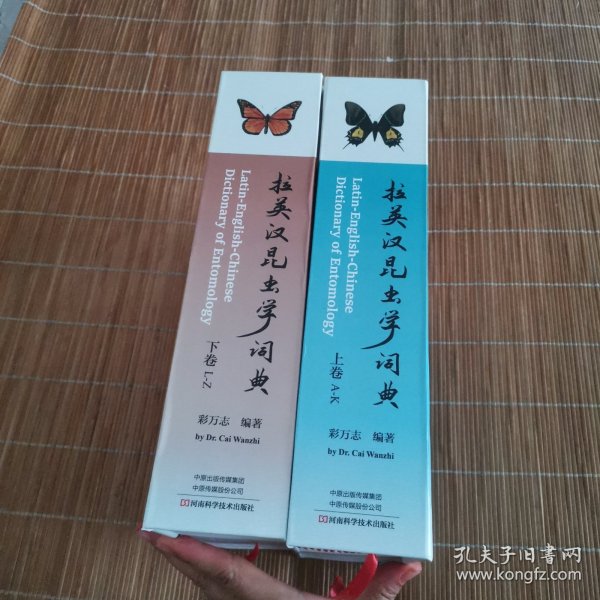 拉英汉昆虫学词典
Latin-English-Chinese
Dictionary of Entomology
下卷 L-Z
彩万志 编著
by Dr. Cai Wanzhi
中原出版传媒集团
中原传媒股份公司
河南科学技术出版社
拉英汉昆虫学词典
Latin-English-Chinese
Dictionary of Entomology
上卷 A-K
彩万志 编著
by Dr. Cai Wanzhi
中原出版传媒集团
中原传媒股份公司
河南科学技术出版社
孔夫子旧书网
www.kongfz.com